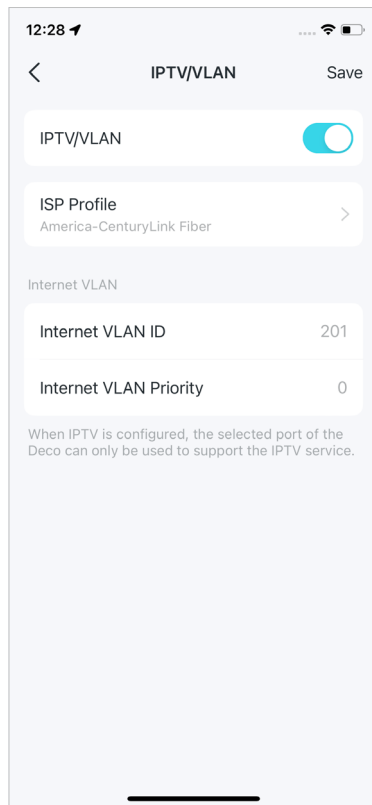 12:28
IPTV/VLAN
Save
IPTV/VLAN
ISP Profile
America-CenturyLink Fiber
Internet VLAN
Internet VLAN ID 201
Internet VLAN Priority 0
When IPTV is configured, the selected port of the
Deco can only be used to support the IPTV service.